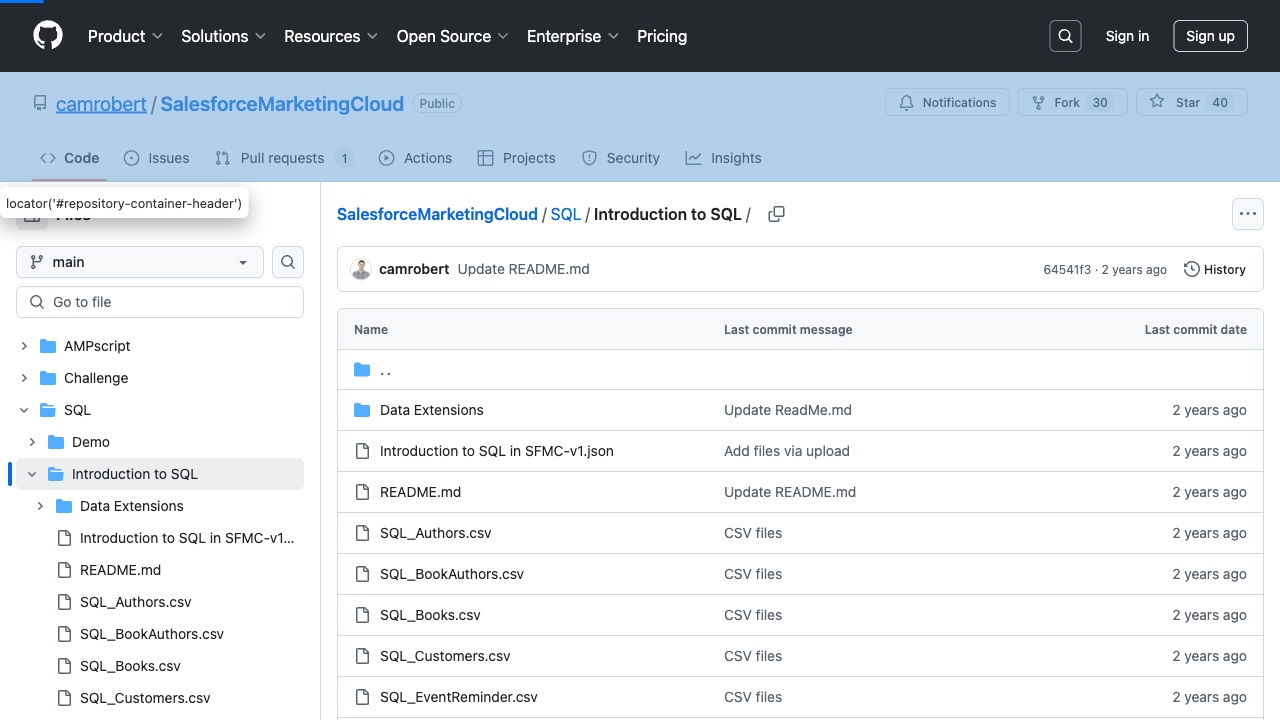 Product Solutions Resources Open Source Enterprise Pricing Sign in Sign up
camrobert / SalesforceMarketingCloud Public Notifications Fork 30 Star 40
Code Issues Pull requests 1 Actions Projects Security Insights
locator('#repository-container-header')
SalesforceMarketingCloud / SQL / Introduction to SQL /
main
Go to file
AMPscript
Challenge
SQL
Demo
Introduction to SQL
Data Extensions
Introduction to SQL in SFMC-v1...
README.md
SQL_Authors.csv
SQL_BookAuthors.csv
SQL_Books.csv
SQL_Customers.csv
camrobert Update README.md 64541f3 · 2 years ago History
Name Last commit message Last commit date
..
Data Extensions Update ReadMe.md 2 years ago
Introduction to SQL in SFMC-v1.json Add files via upload 2 years ago
README.md Update README.md 2 years ago
SQL_Authors.csv CSV files 2 years ago
SQL_BookAuthors.csv CSV files 2 years ago
SQL_Books.csv CSV files 2 years ago
SQL_Customers.csv CSV files 2 years ago
SQL_EventReminder.csv CSV files 2 years ago